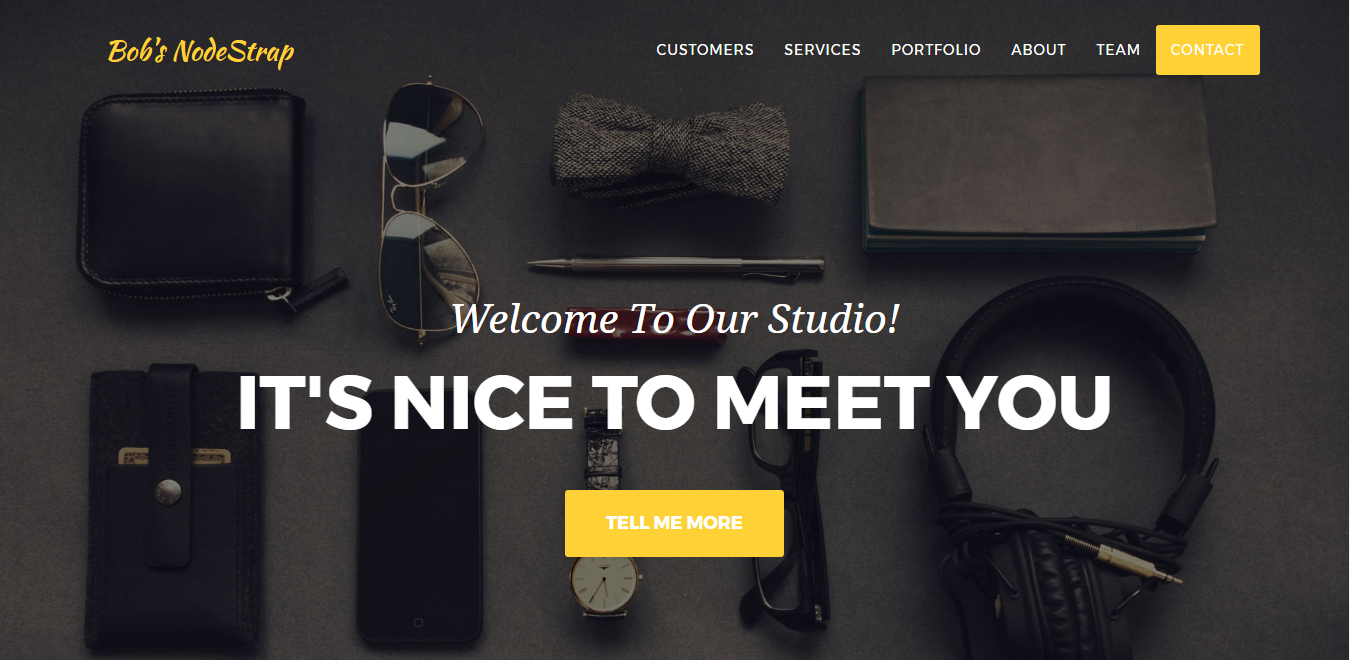 Bob's NodeStrap
CUSTOMERS SERVICES PORTFOLIO ABOUT TEAM CONTACT
Welcome To Our Studio!
IT'S NICE TO MEET YOU
TELL ME MORE